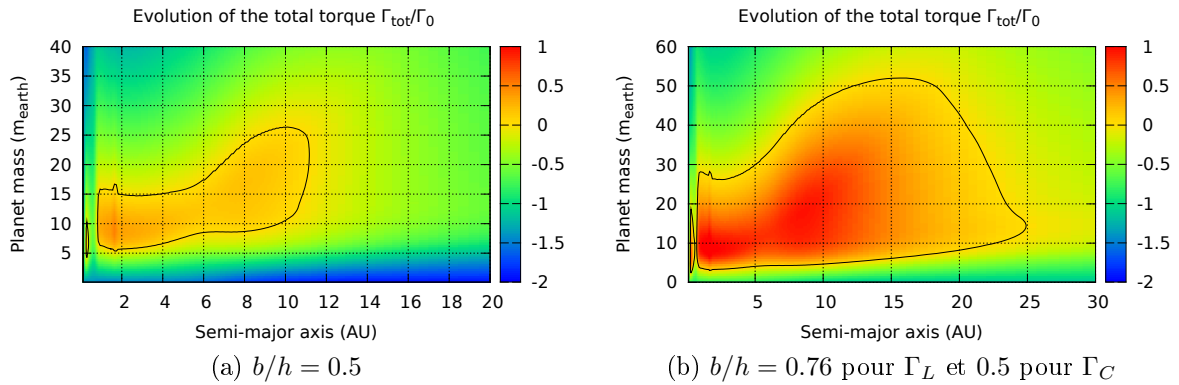 Evolution of the total torque Γtot/Γ0
Planet mass (mearth)
40
35
30
25
20
15
10
5
2 4 6 8 10 12 14 16 18 20
Semi-major axis (AU)
1
0.5
0
-0.5
-1
-1.5
-2
(a) b/h = 0.5
Evolution of the total torque Γtot/Γ0
Planet mass (mearth)
60
50
40
30
20
10
0
5 10 15 20 25 30
Semi-major axis (AU)
1
0.5
0
-0.5
-1
-1.5
-2
(b) b/h = 0.76 pour ΓL et 0.5 pour ΓC